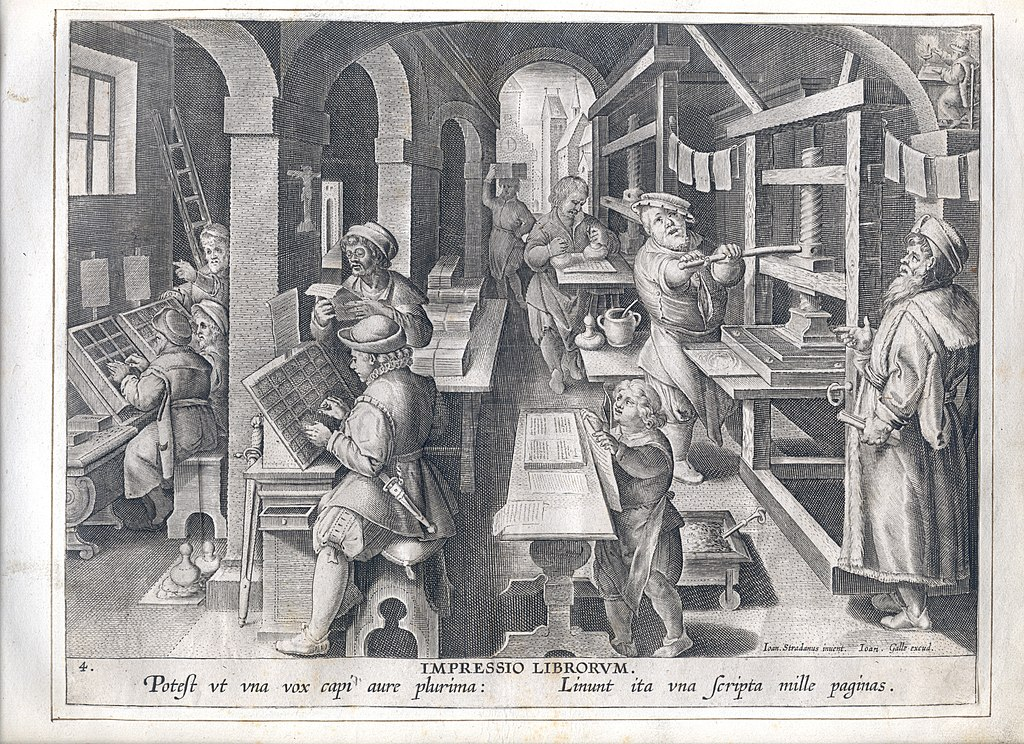 Ioan. Stradanus invent. Ioan. Galle excud.
4. IMPRESSIO LIBRORVM.
Potest vt vna vox capi aure plurima: Linunt ita vna scripta mille paginas.